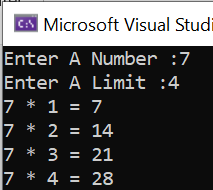 Microsoft Visual Studi
Enter A Number :7
Enter A Limit :4
7 * 1 = 7
7 * 2 = 14
7 * 3 = 21
7 * 4 = 28